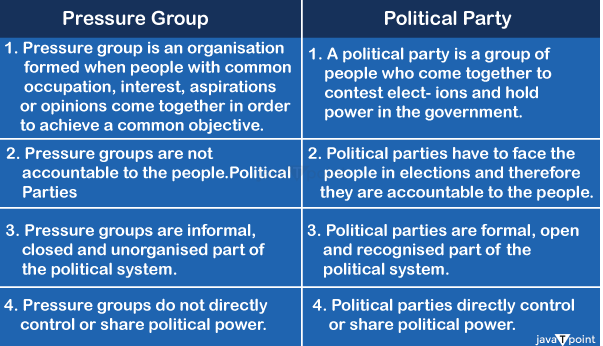 Pressure Group
Political Party
1. Pressure group is an organisation
formed when people with common
occupation, interest, aspirations
or opinions come together in order
to achieve a common objective.
1. A political party is a group of
people who come together to
contest elect- ions and hold
power in the government.
2. Pressure groups are not
accountable to the people.Political
Parties
2. Political parties have to face the
people in elections and therefore
they are accountable to the people.
3. Pressure groups are informal,
closed and unorganised part of
the political system.
3. Political parties are formal, open
and recognised part of the
political system.
4. Pressure groups do not directly
control or share political power.
4. Political parties directly control
or share political power.
javaTpoint